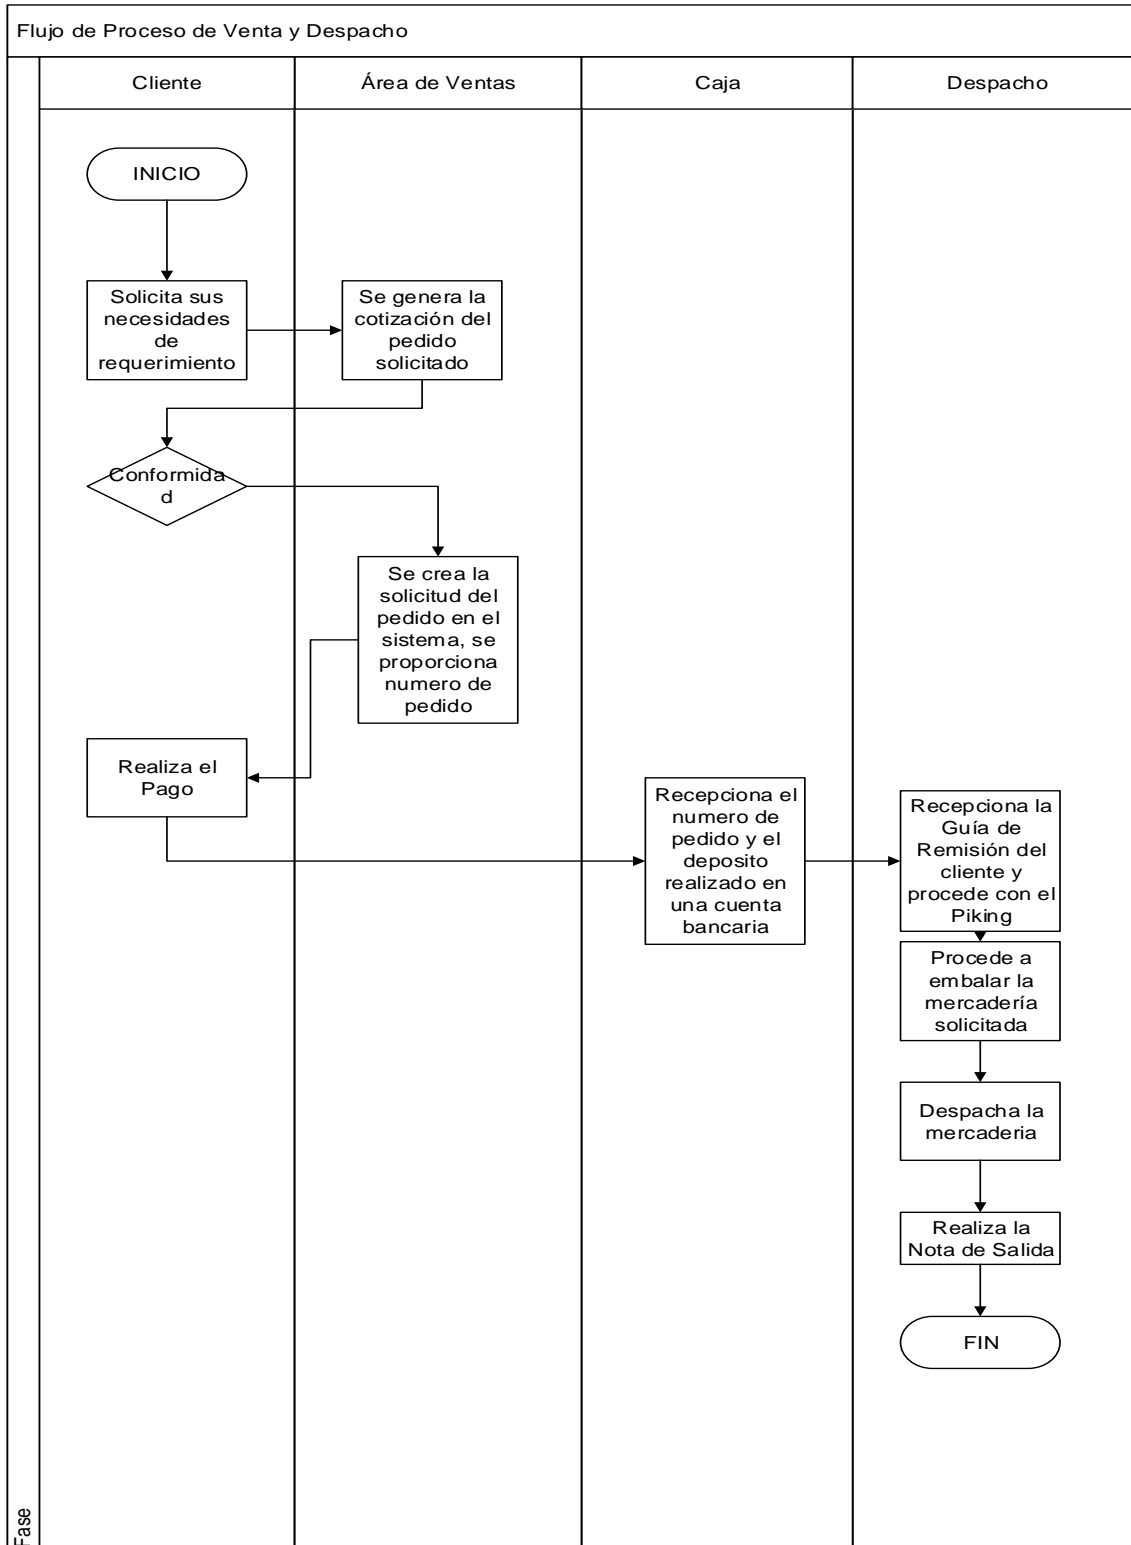 Flujo de Proceso de Venta y Despacho
Cliente
Área de Ventas
Caja
Despacho
INICIO
Solicita sus
necesidades
de
requerimiento
Se genera la
cotización del
pedido
solicitado
Conformida
d
Se crea la
solicitud del
pedido en el
sistema, se
proporciona
numero de
pedido
Realiza el
Pago
Recepciona el
numero de
pedido y el
deposito
realizado en
una cuenta
bancaria
Recepciona la
Guía de
Remisión del
cliente y
procede con el
Piking
Procede a
embalar la
mercadería
solicitada
Despacha la
mercaderia
Realiza la
Nota de Salida
FIN
Fase